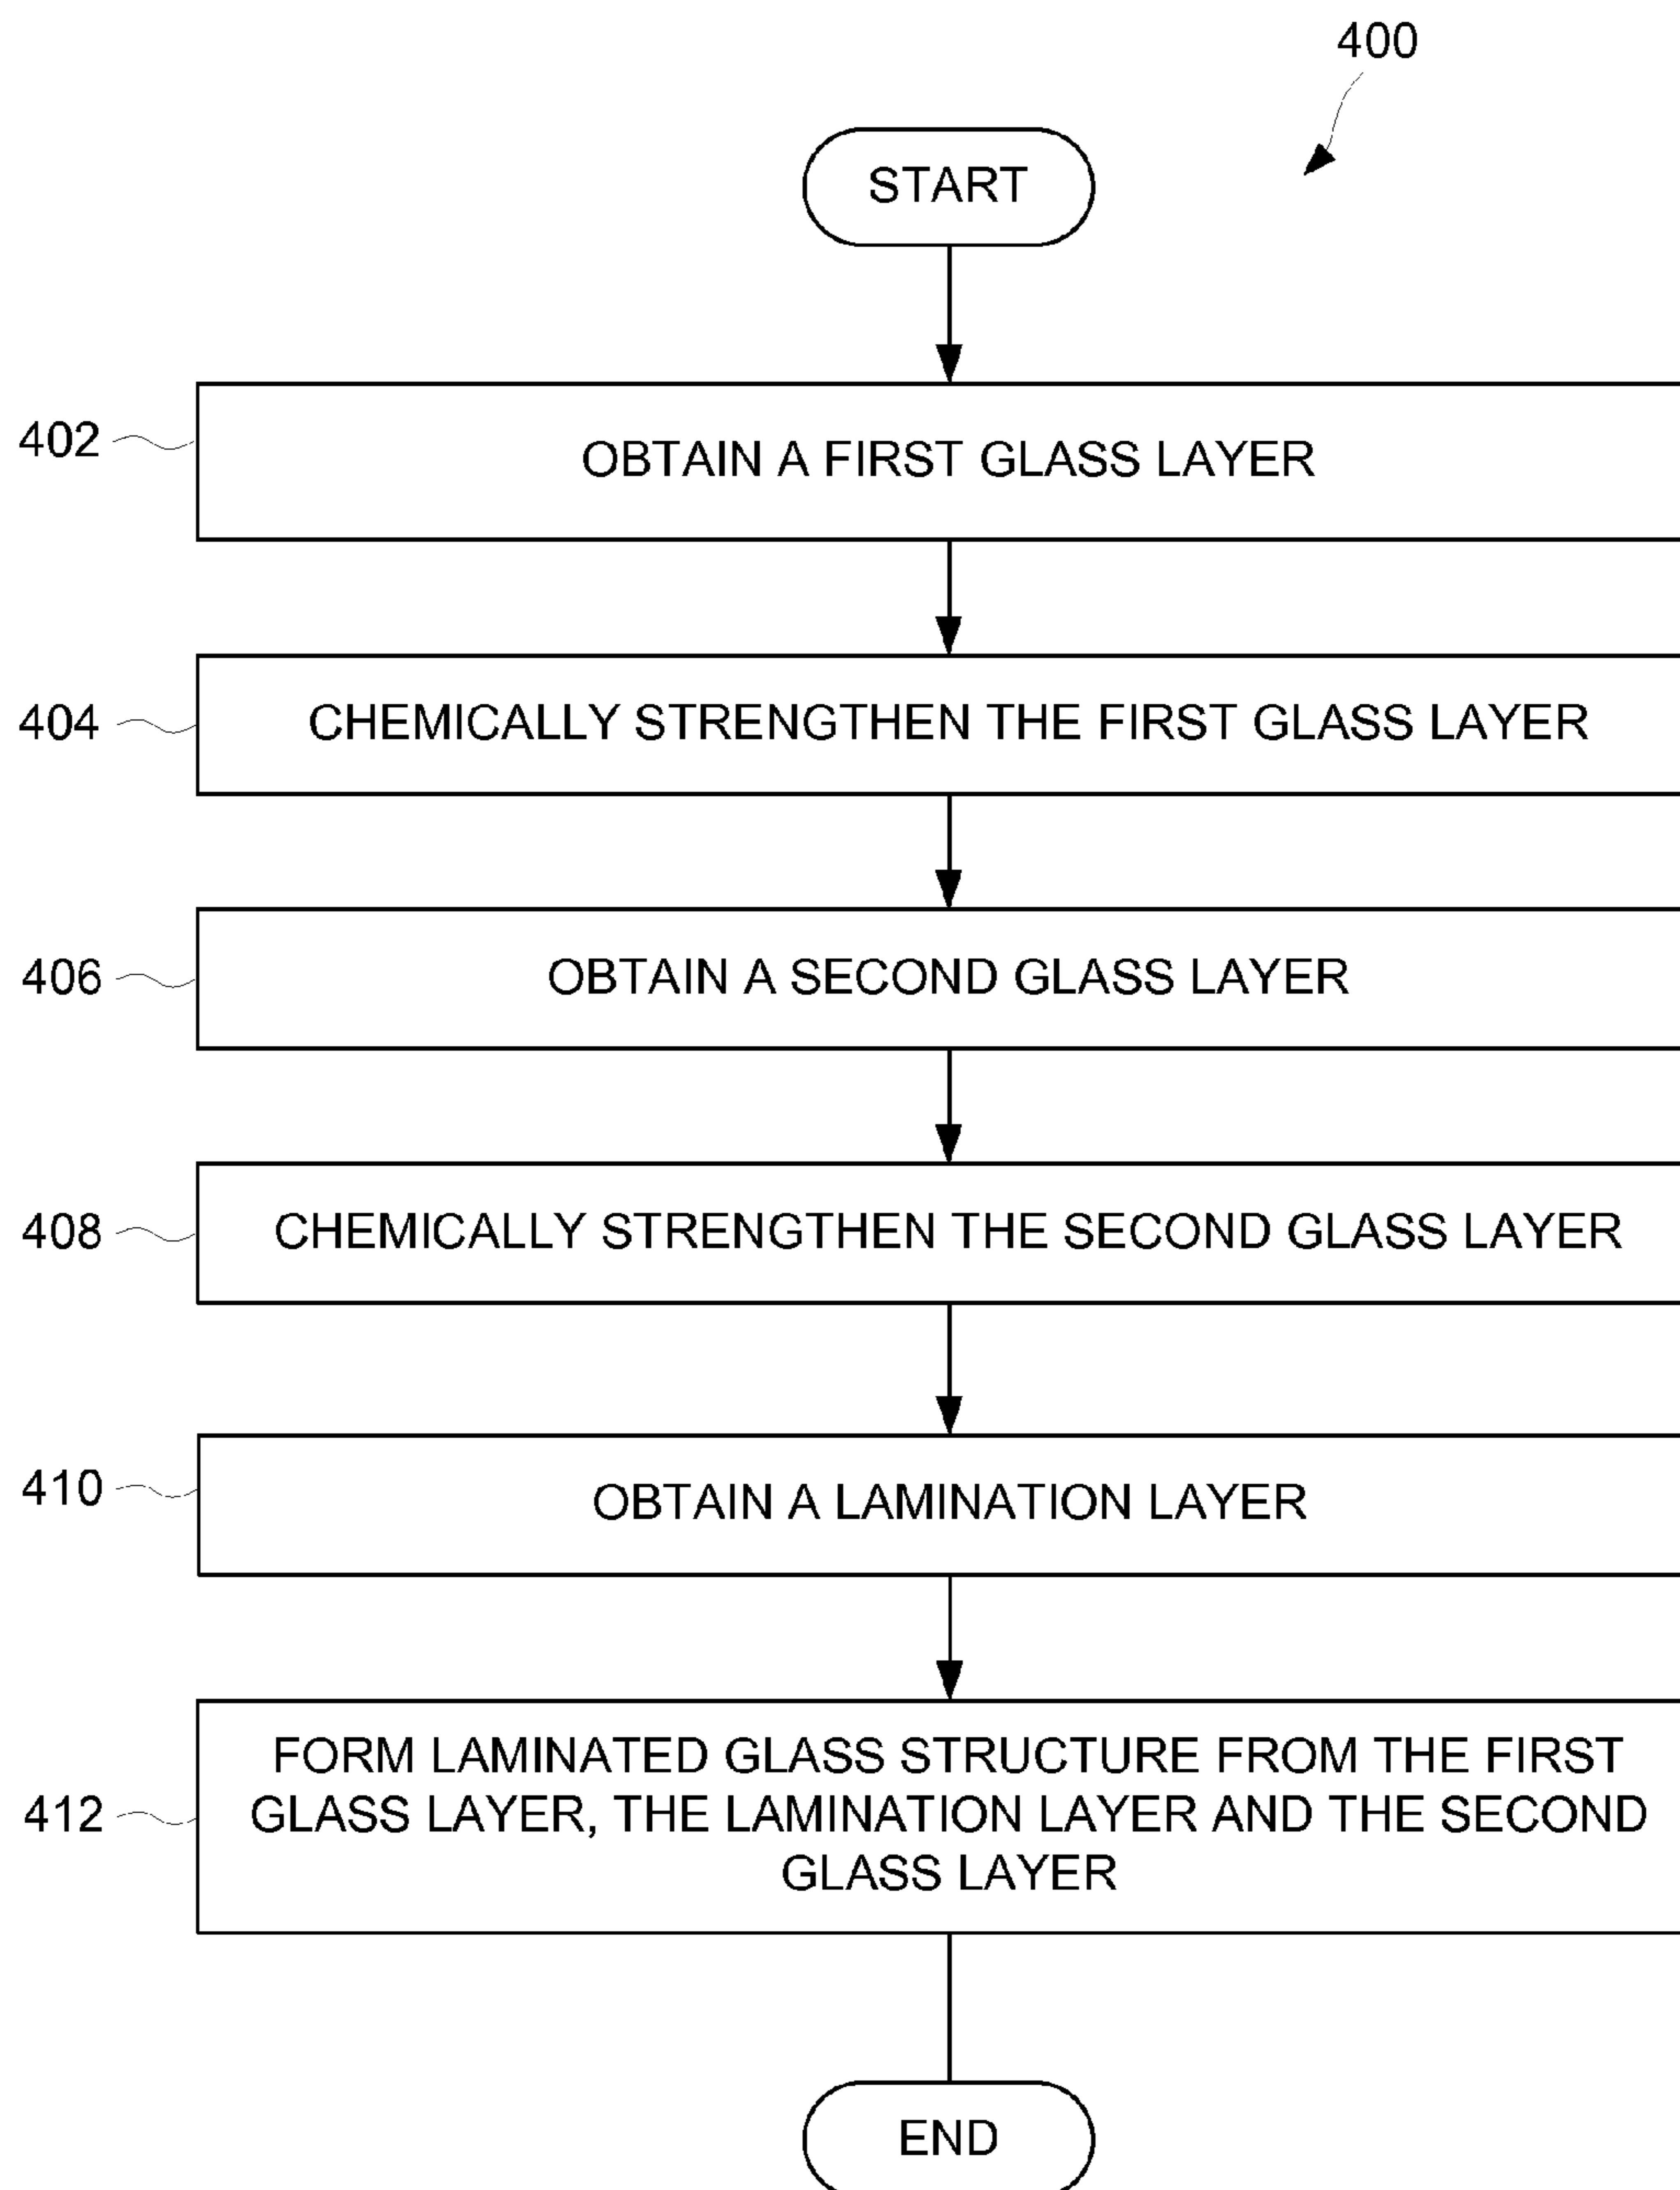 400
START
402
OBTAIN A FIRST GLASS LAYER
404
CHEMICALLY STRENGTHEN THE FIRST GLASS LAYER
406
OBTAIN A SECOND GLASS LAYER
408
CHEMICALLY STRENGTHEN THE SECOND GLASS LAYER
410
OBTAIN A LAMINATION LAYER
412
FORM LAMINATED GLASS STRUCTURE FROM THE FIRST
GLASS LAYER, THE LAMINATION LAYER AND THE SECOND
GLASS LAYER
END